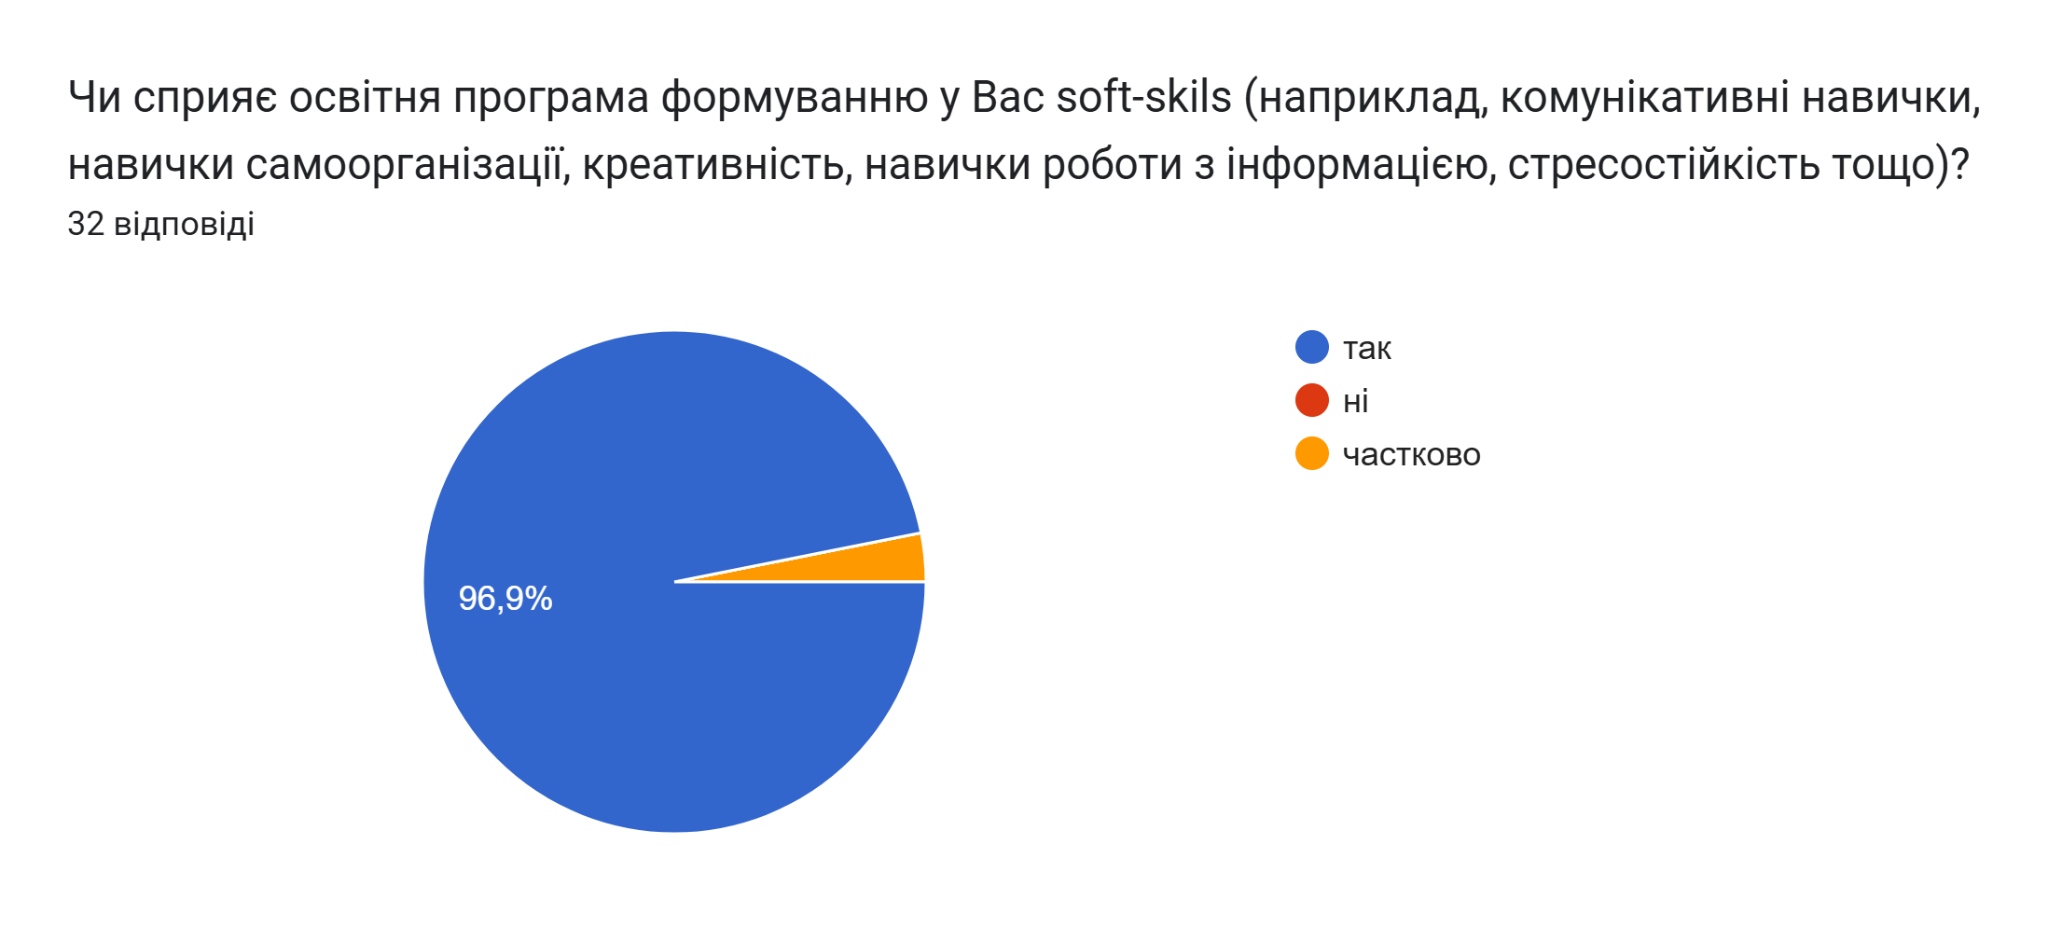 Чи сприяє освітня програма формуванню у Вас soft-skils (наприклад, комунікативні навички,
навички самоорганізації, креативність, навички роботи з інформацією, стресостійкість тощо)?
32 відповіді
так
ні
частково
96,9%